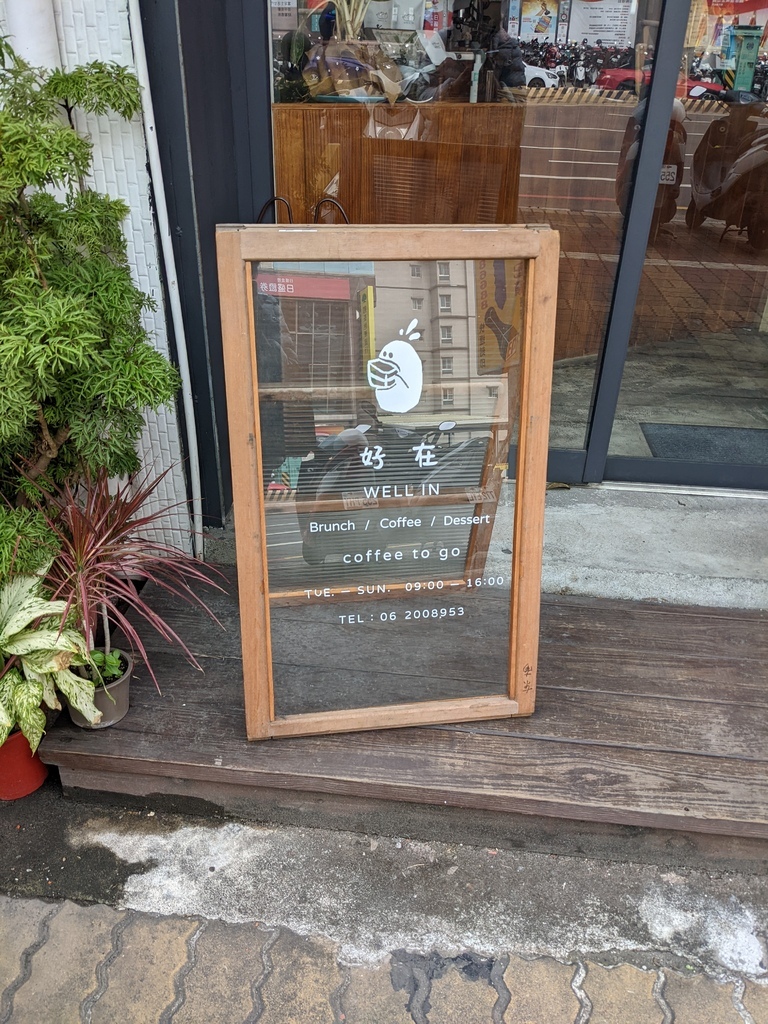 好 在
WELL IN
Brunch / Coffee / Dessert
coffee to go
TUE. — SUN. 09:00 — 16:00
TEL : 06 2008953